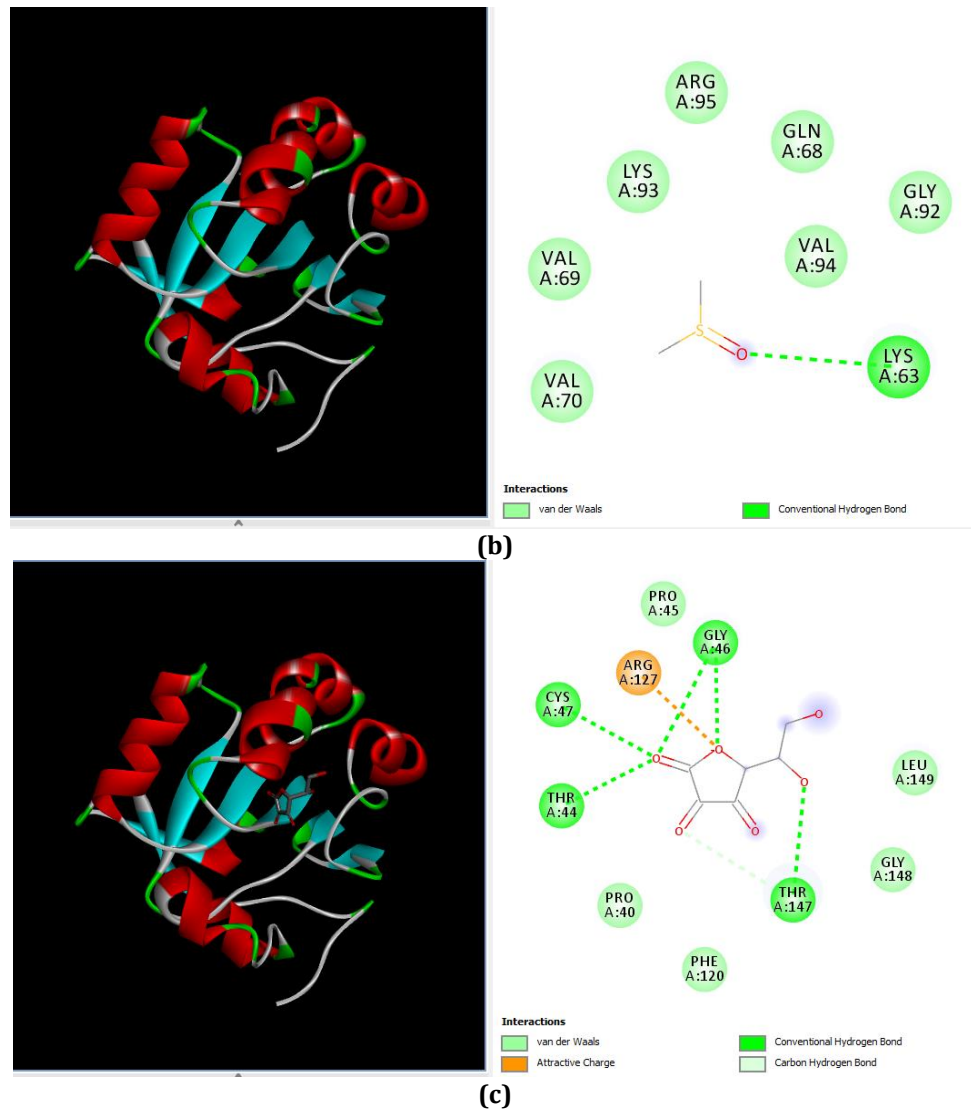 ARG
A:95
GLN
A:68
LYS
A:93
GLY
A:92
VAL
A:94
VAL
A:69
S
O
LYS
A:63
VAL
A:70
Interactions
van der Waals
Conventional Hydrogen Bond
(b)
PRO
A:45
GLY
A:46
ARG
A:127
CYS
A:47
O
O
O
LEU
A:149
THR
A:44
O
O
O
GLY
A:148
THR
A:147
PRO
A:40
PHE
A:120
Interactions
van der Waals
Conventional Hydrogen Bond
Attractive Charge
Carbon Hydrogen Bond
(c)